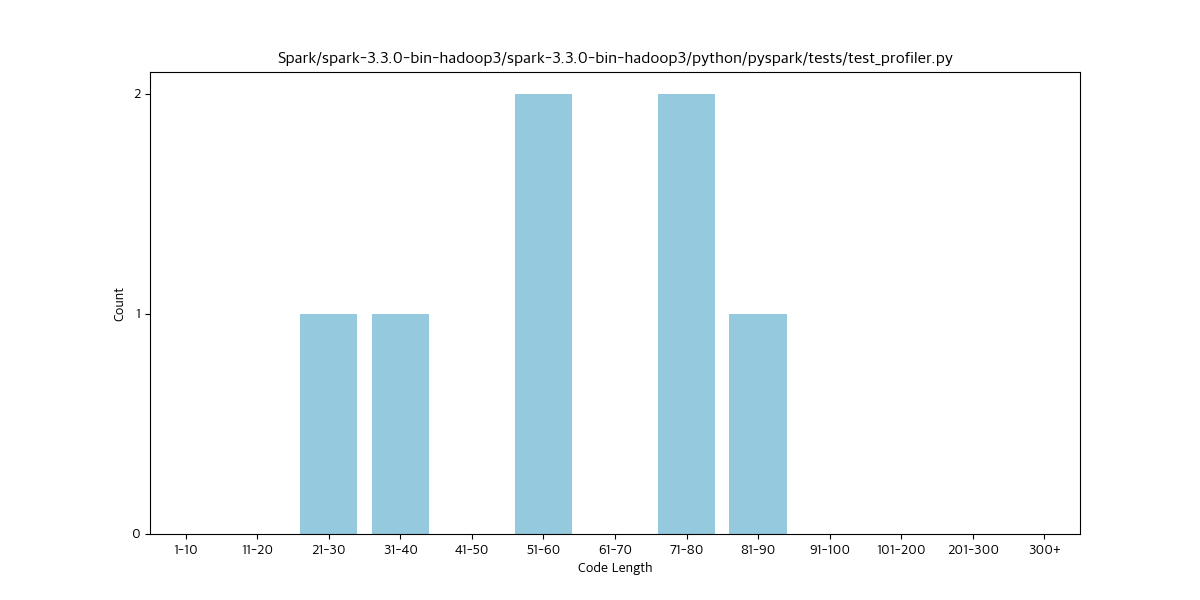 Spark/spark-3.3.0-bin-hadoop3/spark-3.3.0-bin-hadoop3/python/pyspark/tests/test_profiler.py
2
1
0
Count
1-10 11-20 21-30 31-40 41-50 51-60 61-70 71-80 81-90 91-100 101-200 201-300 300+
Code Length